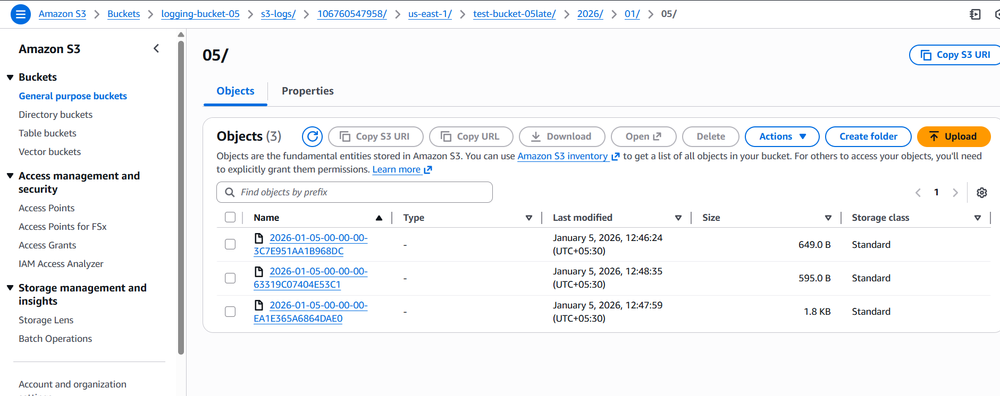 Amazon S3 > Buckets > logging-bucket-05 > s3-logs/ > 106760547958/ > us-east-1/ > test-bucket-05late/ > 2026/ > 01/ > 05/
Amazon S3
Buckets
General purpose buckets
Directory buckets
Table buckets
Vector buckets
Access management and
security
Access Points
Access Points for FSx
Access Grants
IAM Access Analyzer
Storage management and
insights
Storage Lens
Batch Operations
Account and organization
05/
Copy S3 URI
Objects Properties
Objects (3) Copy S3 URI Copy URL Download Open Delete Actions Create folder Upload
Objects are the fundamental entities stored in Amazon S3. You can use Amazon S3 inventory to get a list of all objects in your bucket. For others to access your objects, you'll need
to explicitly grant them permissions. Learn more
Find objects by prefix
1
Name Type Last modified Size Storage class
2026-01-05-00-00-00- January 5, 2026, 12:46:24
3C7E951AA1B968DC - (UTC+05:30) 649.0 B Standard
2026-01-05-00-00-00- January 5, 2026, 12:48:35
63319C07404E53C1 - (UTC+05:30) 595.0 B Standard
2026-01-05-00-00-00- January 5, 2026, 12:47:59
EA1E365A6864DAE0 - (UTC+05:30) 1.8 KB Standard